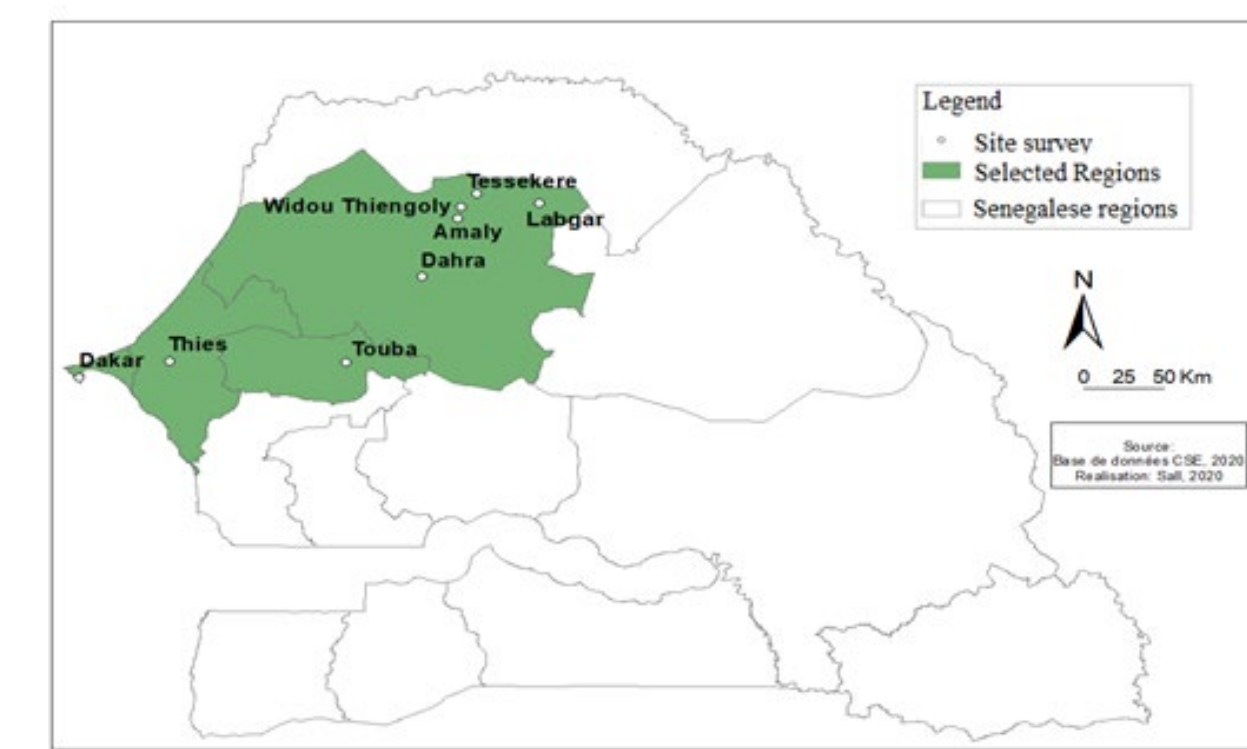 Legend
Site survey
Selected Regions
Senegalese regions
Tessekere
Widou Thiengoly
Labgar
Amaly
Dahra
N
Thies
Touba
Dakar
0 25 50 Km
Source:
Base de données CSE, 2020
Realisation: Sall, 2020